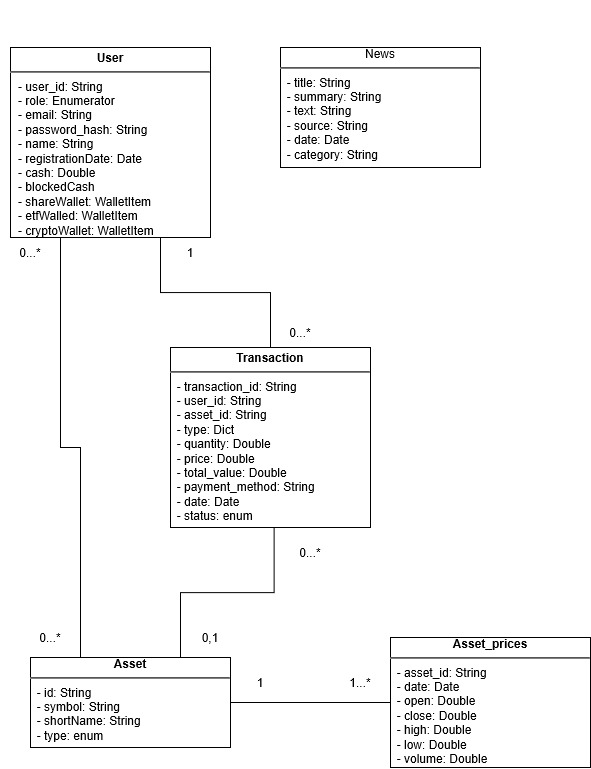 User
- user_id: String
- role: Enumerator
- email: String
- password_hash: String
- name: String
- registrationDate: Date
- cash: Double
- blockedCash
- shareWallet: WalletItem
- etfWalled: WalletItem
- cryptoWallet: WalletItem
News
- title: String
- summary: String
- text: String
- source: String
- date: Date
- category: String
0...*
1
0...*
Transaction
- transaction_id: String
- user_id: String
- asset_id: String
- type: Dict
- quantity: Double
- price: Double
- total_value: Double
- payment_method: String
- date: Date
- status: enum
0...*
0...*
0,1
Asset
- id: String
- symbol: String
- shortName: String
- type: enum
1
1...*
Asset_prices
- asset_id: String
- date: Date
- open: Double
- close: Double
- high: Double
- low: Double
- volume: Double